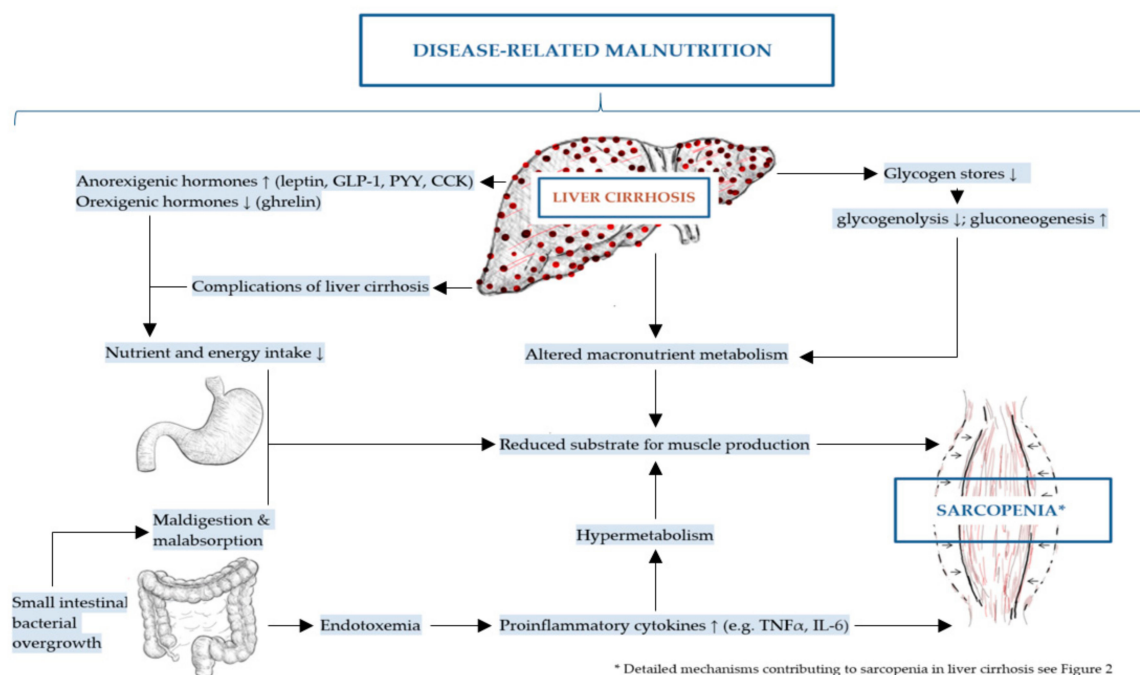 DISEASE-RELATED MALNUTRITION
LIVER CIRRHOSIS
Anorexigenic hormones ↑ (leptin, GLP-1, PYY, CCK)
Orexigenic hormones ↓ (ghrelin)
Glycogen stores ↓
glycogenolysis ↓; gluconeogenesis ↑
Complications of liver cirrhosis
Nutrient and energy intake ↓
Altered macronutrient metabolism
Reduced substrate for muscle production
SARCOPENIA*
Maldigestion &
malabsorption
Hypermetabolism
Small intestinal
bacterial
overgrowth
Endotoxemia
Proinflammatory cytokines ↑ (e.g. TNFα, IL-6)
* Detailed mechanisms contributing to sarcopenia in liver cirrhosis see Figure 2